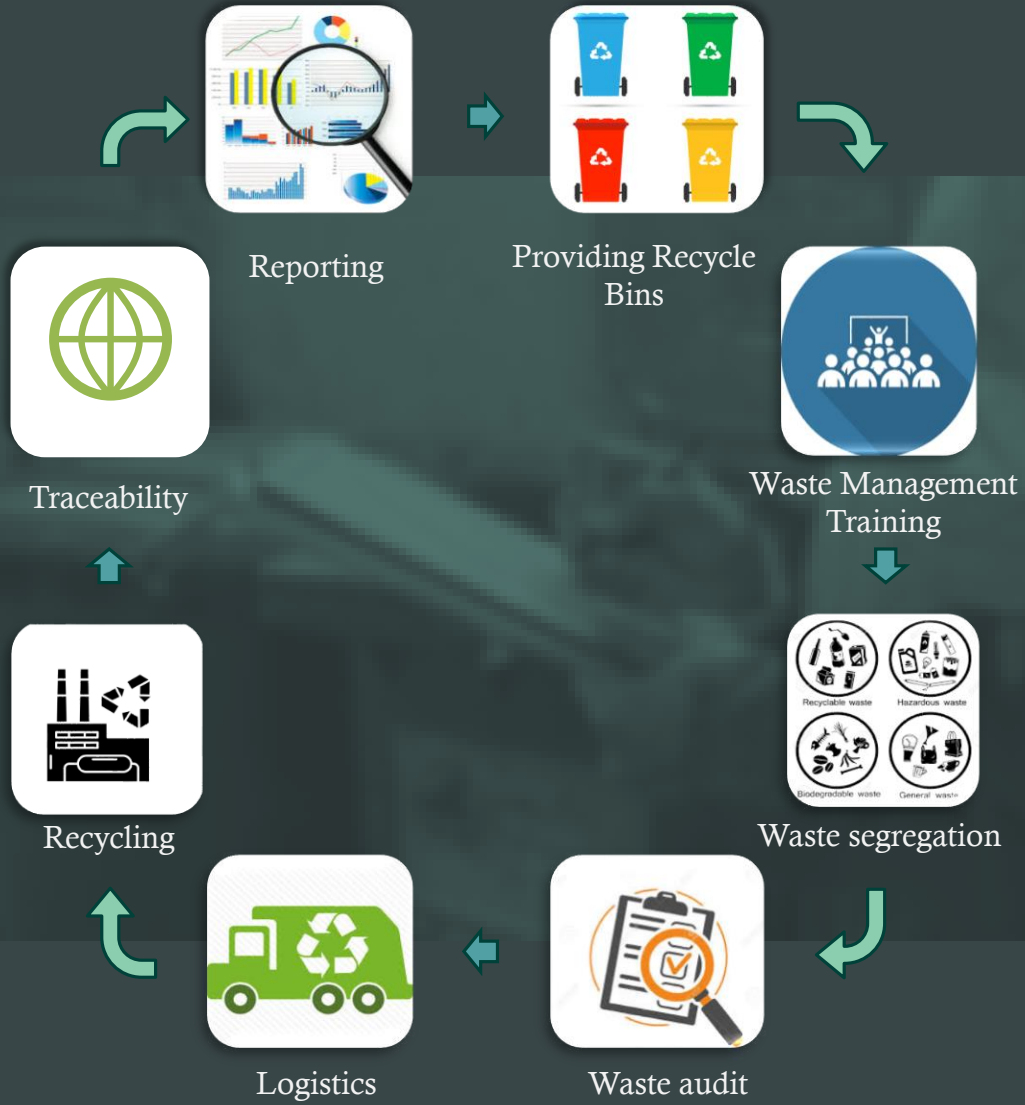 Reporting
Providing Recycle
Bins
Traceability
Waste Management
Training
Recyclable waste
Hazardous waste
Biodegradable waste
General waste
Recycling
Waste segregation
Logistics
Waste audit